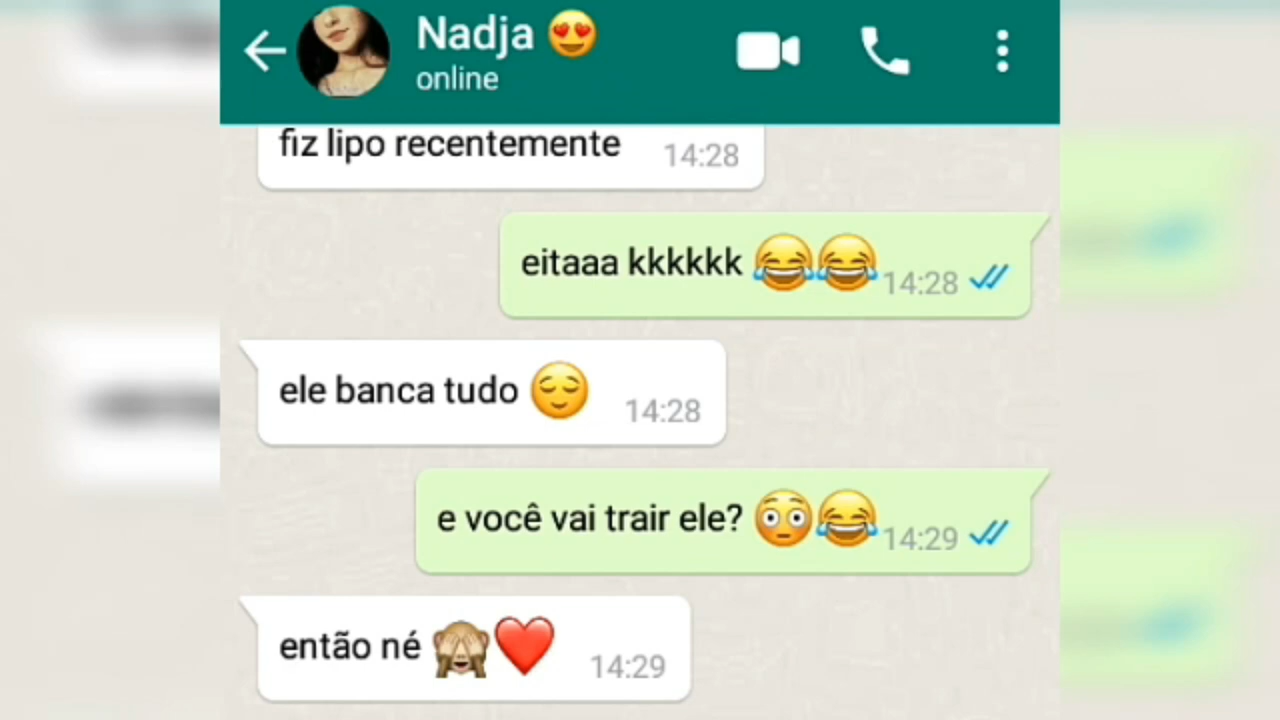 Nadja 😍
online
fiz lipo recentemente 14:28
eitaaa kkkkkk 😂😂 14:28
ele banca tudo 😌 14:28
e você vai trair ele? 😳😂 14:29
então né 🙈❤️ 14:29